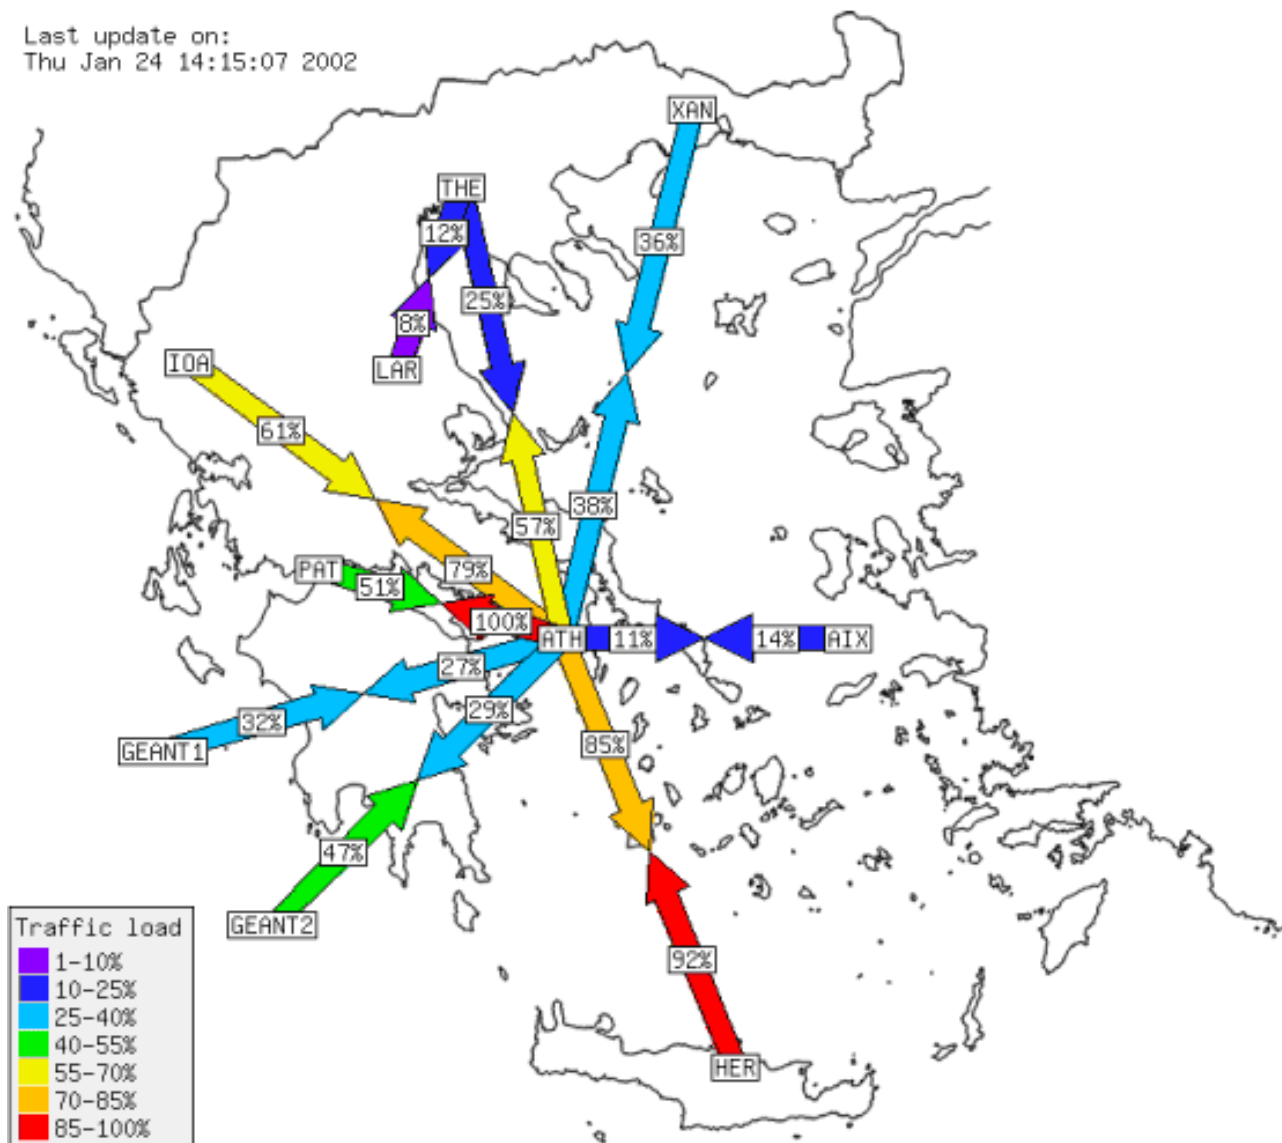 Last update on:
Thu Jan 24 14:15:07 2002
XAN
THE
12%
36%
25%
8%
IOA
LAR
61%
38%
57%
PAT
79%
51%
100%
ATH
11%
14%
AIX
27%
29%
32%
GEANT1
85%
47%
GEANT2
92%
HER
Traffic load
1-10%
10-25%
25-40%
40-55%
55-70%
70-85%
85-100%